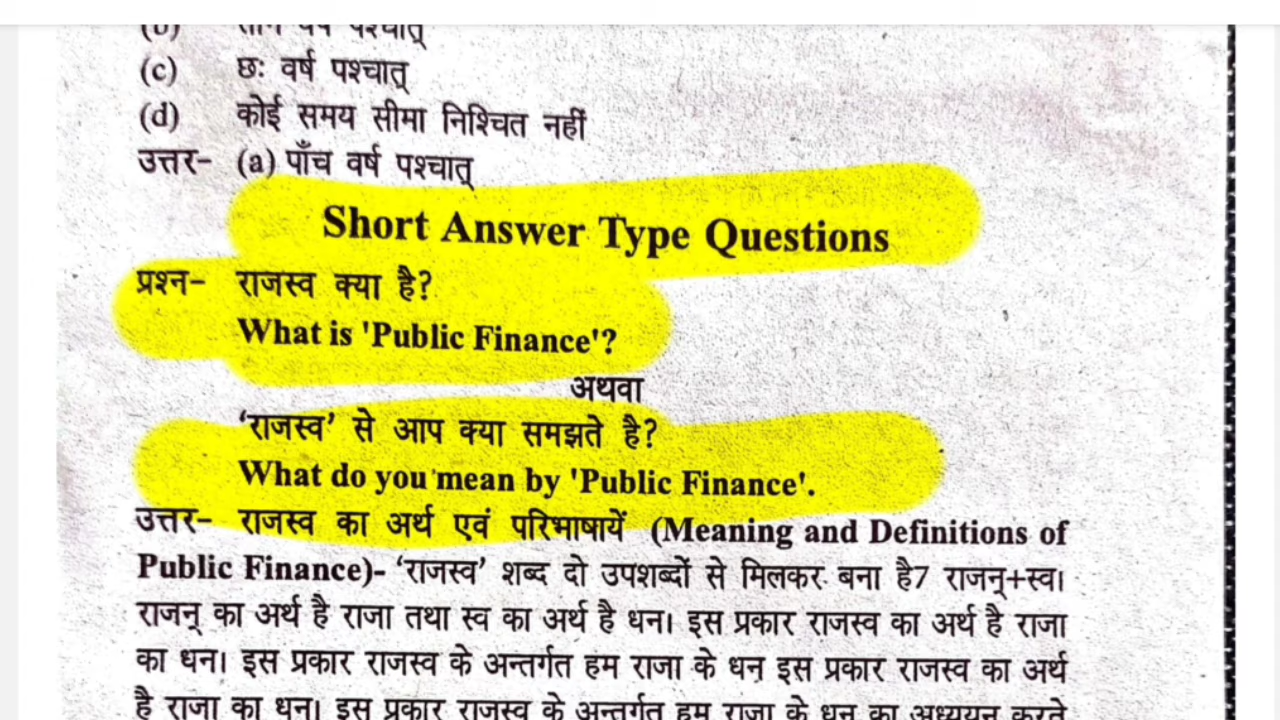 (c) छः वर्ष पश्चात्
(d) कोई समय सीमा निश्चित नहीं
उत्तर- (a) पाँच वर्ष पश्चात्
Short Answer Type Questions
प्रश्न- राजस्व क्या है?
What is 'Public Finance'?
अथवा
'राजस्व' से आप क्या समझते है?
What do you mean by 'Public Finance'.
उत्तर- राजस्व का अर्थ एवं परिभाषायें (Meaning and Definitions of
Public Finance)- 'राजस्व' शब्द दो उपशब्दों से मिलकर बना है7 राजन्+स्व।
राजन् का अर्थ है राजा तथा स्व का अर्थ है धन। इस प्रकार राजस्व का अर्थ है राजा
का धन। इस प्रकार राजस्व के अन्तर्गत हम राजा के धन इस प्रकार राजस्व का अर्थ
है राजा का धन। इस प्रकार राजस्व के अन्तर्गत हम राजा के धन का अध्ययन करते